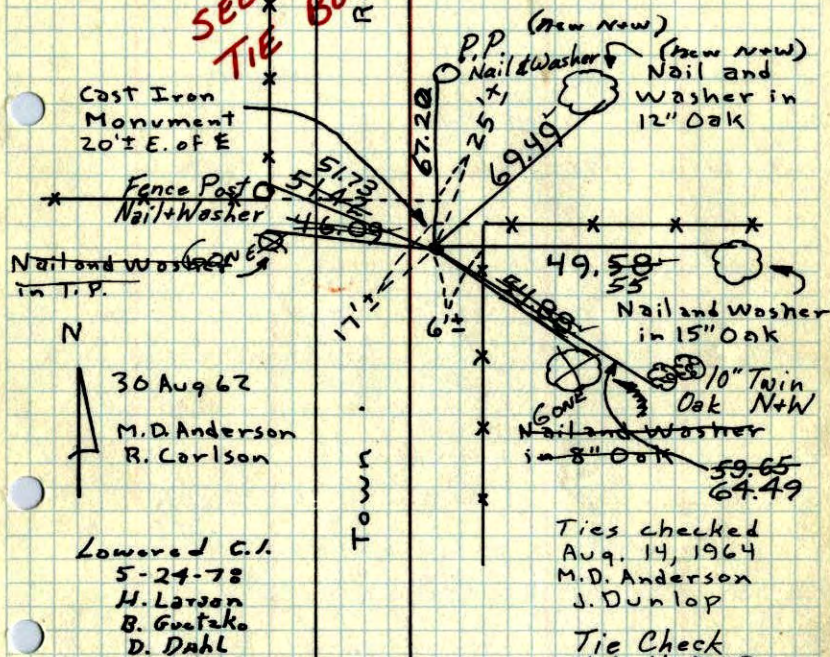 SEE
TIE BO
R
(new N+W)
P.P.
Nail & Washer
(new N+W)
Nail and
Washer in
12" Oak
Cast Iron
Monument
20'± E. of ℄
67.20
25'±
69.49
51.73
51.42
Fence Post
Nail+Washer
46.09
GONE
Nail and Washer
in T.P.
49.58
55
Nail and Washer
in 15" Oak
54.88
17'±
6'±
N
30 Aug 62
M.D. Anderson
R. Carlson
10" Twin
Oak N+W
GONE
Nail and Washer
in 8" Oak
59.65
64.49
Town.
Ties checked
Aug. 14, 1964
M.D. Anderson
J. Dunlop
Lowered C.I.
5-24-78
H. Larson
B. Guetzko
D. Dahl
Tie Check